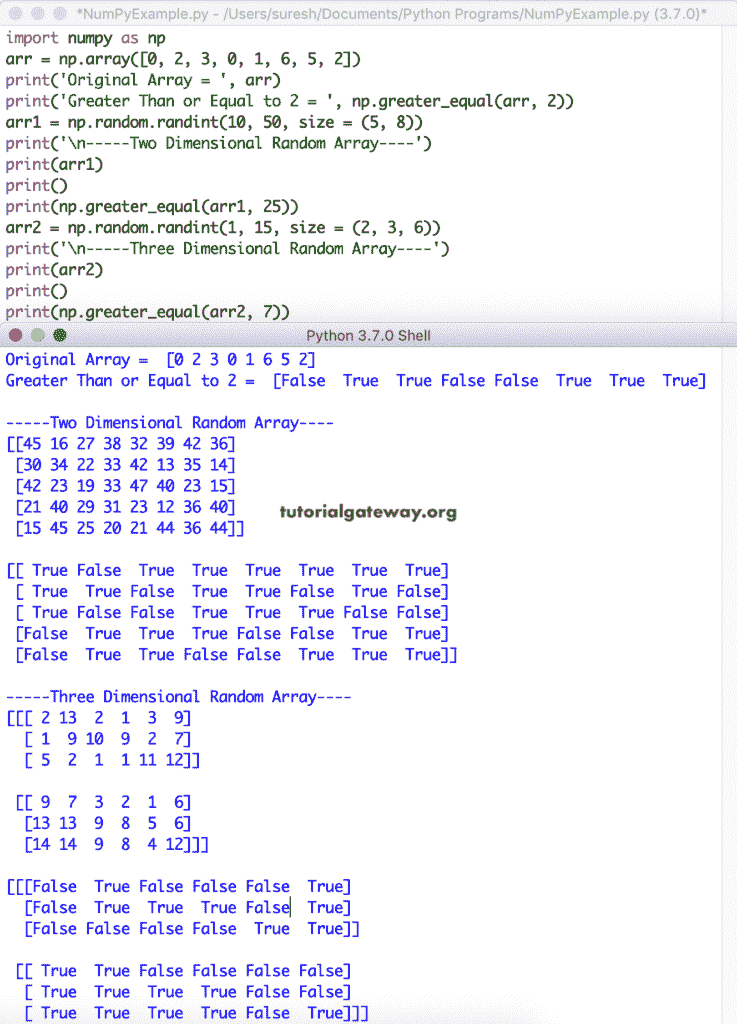 *NumPyExample.py - /Users/suresh/Documents/Python Programs/NumPyExample.py (3.7.0)*
import numpy as np
arr = np.array([0, 2, 3, 0, 1, 6, 5, 2])
print('Original Array = ', arr)
print('Greater Than or Equal to 2 = ', np.greater_equal(arr, 2))
arr1 = np.random.randint(10, 50, size = (5, 8))
print('\n-----Two Dimensional Random Array----')
print(arr1)
print()
print(np.greater_equal(arr1, 25))
arr2 = np.random.randint(1, 15, size = (2, 3, 6))
print('\n-----Three Dimensional Random Array----')
print(arr2)
print()
print(np.greater_equal(arr2, 7))
Python 3.7.0 Shell
Original Array =  [0 2 3 0 1 6 5 2]
Greater Than or Equal to 2 =  [False  True  True False False  True  True  True]
-----Two Dimensional Random Array----
[[45 16 27 38 32 39 42 36]
 [30 34 22 33 42 13 35 14]
 [42 23 19 33 47 40 23 15]
 [21 40 29 31 23 12 36 40]
tutorialgateway.org
 [15 45 25 20 21 44 36 44]]
[[ True False  True  True  True  True  True  True]
 [ True  True False  True  True False  True False]
 [ True False False  True  True  True False False]
 [False  True  True  True False False  True  True]
 [False  True  True False False  True  True  True]]
-----Three Dimensional Random Array----
[[[ 2 13  2  1  3  9]
  [ 1  9 10  9  2  7]
  [ 5  2  1  1 11 12]]
 [[ 9  7  3  2  1  6]
  [13 13  9  8  5  6]
  [14 14  9  8  4 12]]]
[[[False  True False False False  True]
  [False  True  True  True False  True]
  [False False False False  True  True]]
 [[ True  True False False False False]
  [ True  True  True  True False False]
  [ True  True  True  True False  True]]]